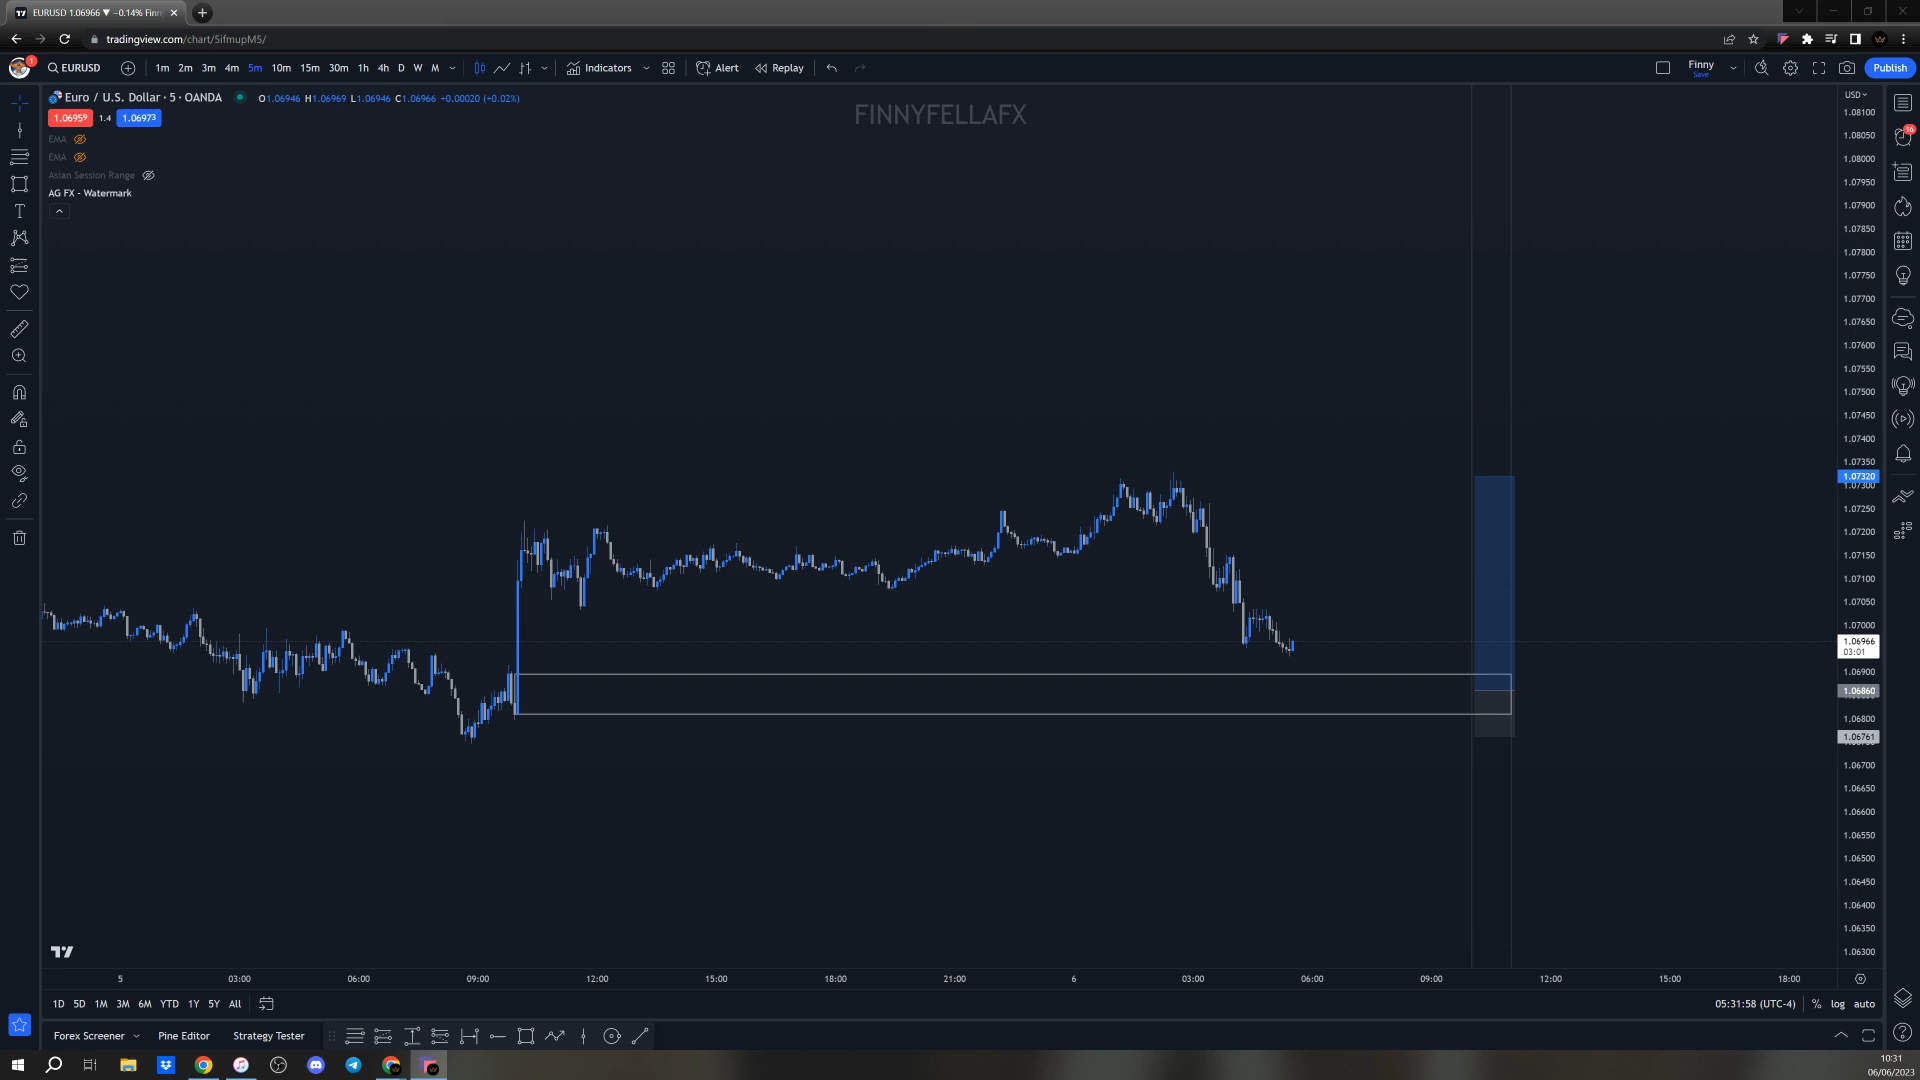 EURUSD 1.06966 ▼ −0.14% Finn
tradingview.com/chart/5ifmupM5/
1
EURUSD
1m 2m 3m 4m 5m 10m 15m 30m 1h 4h D W M
Indicators
Alert
Replay
Finny
Save
Publish
Euro / U.S. Dollar · 5 · OANDA
O1.06946 H1.06969 L1.06946 C1.06966 +0.00020 (+0.02%)
1.06959 1.4 1.06973
EMA
EMA
Asian Session Range
AG FX - Watermark
FINNYFELLAFX
USD
1.08100
1.08050
1.08000
1.07950
1.07900
1.07850
1.07800
1.07750
1.07700
1.07650
1.07600
1.07550
1.07500
1.07450
1.07400
1.07350
1.07320
1.07300
1.07250
1.07200
1.07150
1.07100
1.07050
1.07000
1.06966
03:01
1.06900
1.06860
1.06800
1.06761
1.06700
1.06650
1.06600
1.06550
1.06500
1.06450
1.06400
1.06350
1.06300
16
5 03:00 06:00 09:00 12:00 15:00 18:00 21:00 6 03:00 06:00 09:00 12:00 15:00 18:00
1D 5D 1M 3M 6M YTD 1Y 5Y All
05:31:58 (UTC-4) % log auto
Forex Screener Pine Editor Strategy Tester
10:31
06/06/2023